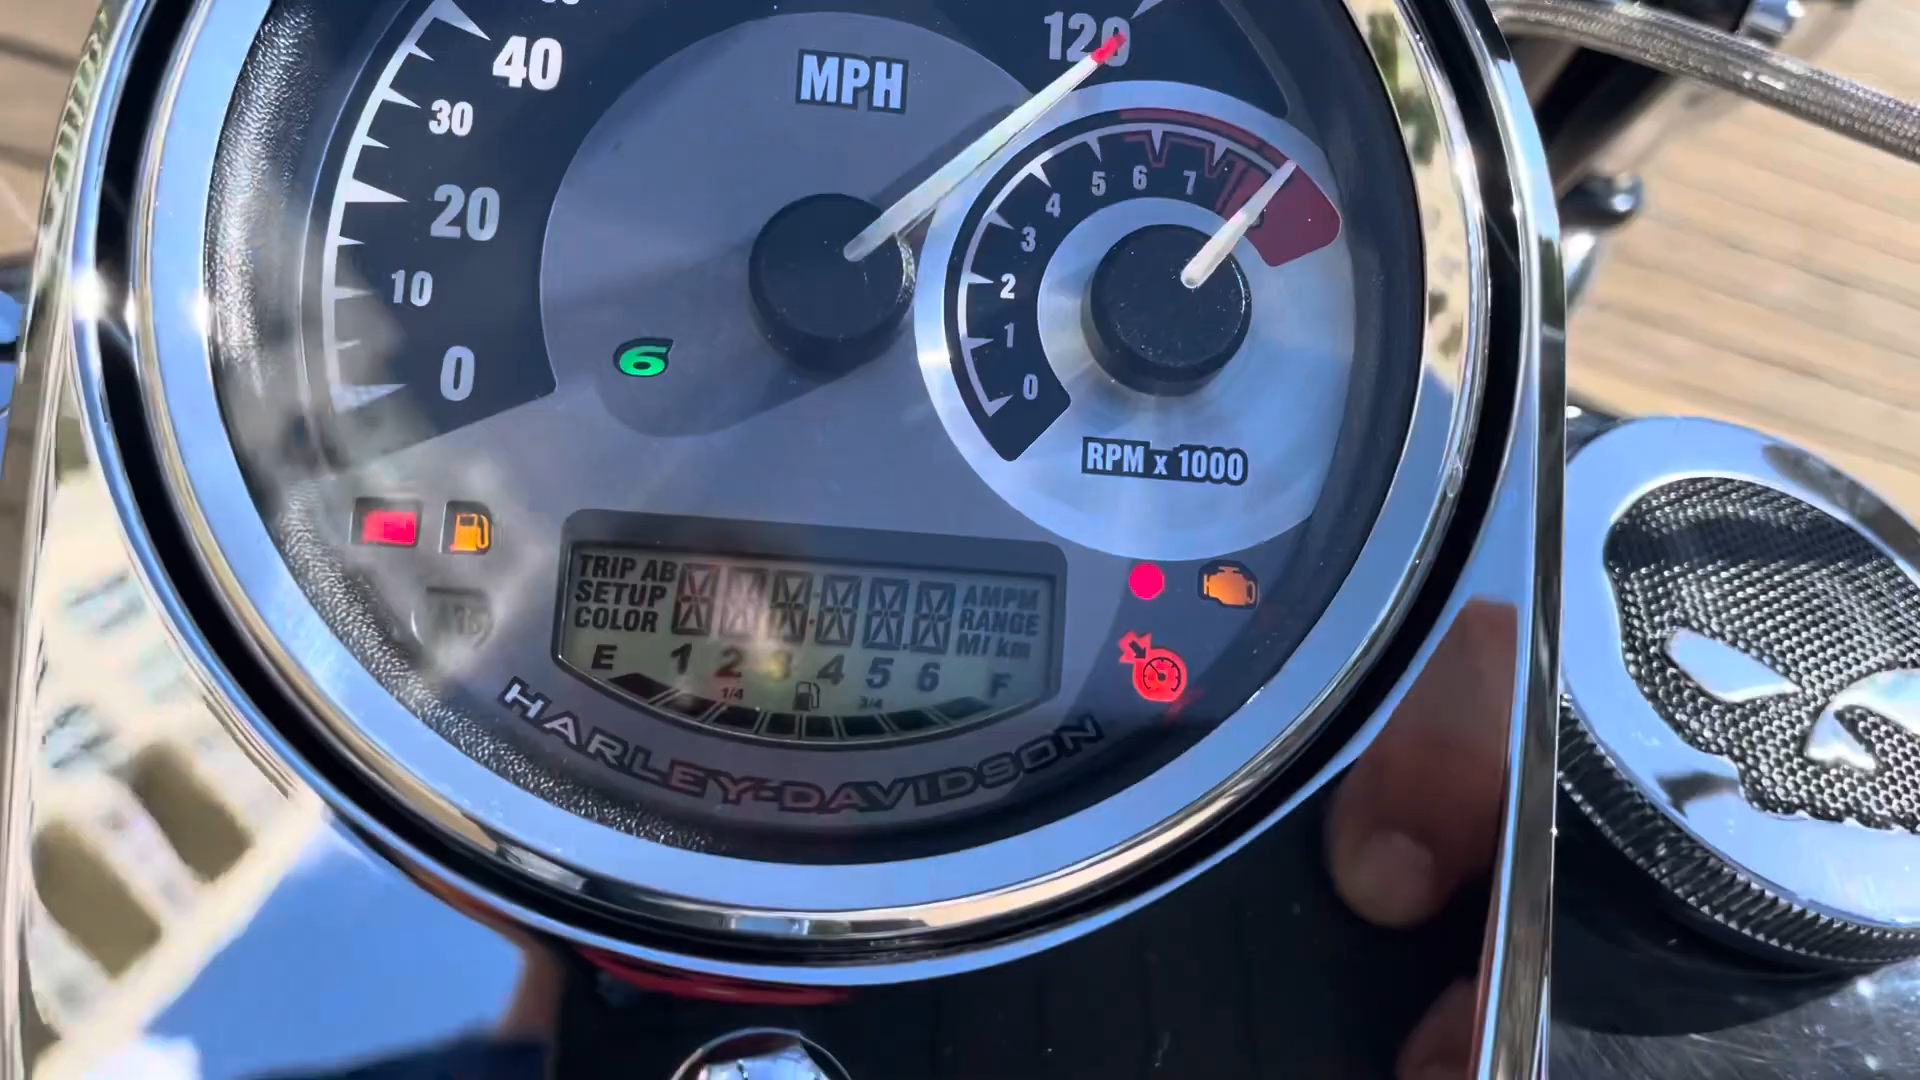 40
MPH
120
30
20
10
0
6
0
1
2
3
4
5
6
7
RPM x 1000
TRIP AB
SETUP
COLOR
AMPM
RANGE
MI km
E 1 2 3 4 5 6 F
1/4 3/4
HARLEY-DAVIDSON